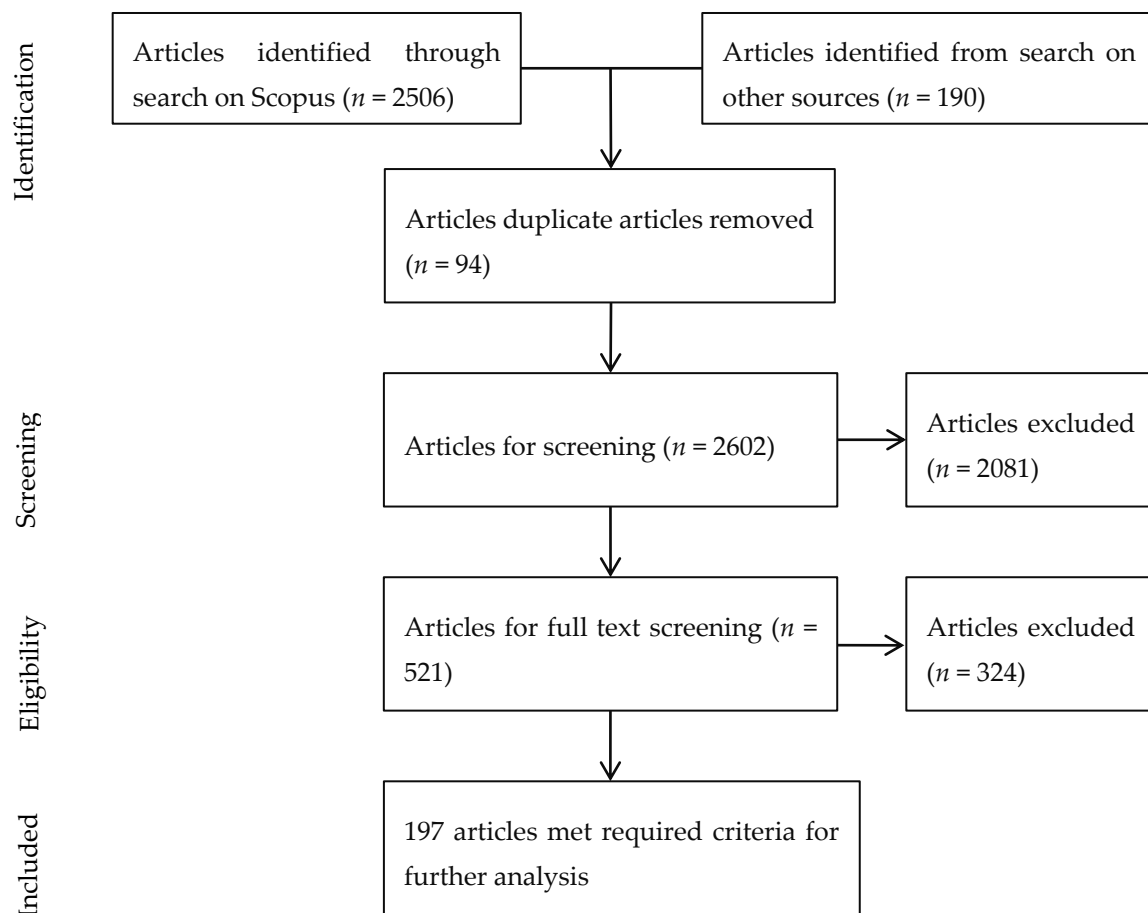 Identification
Articles identified through
search on Scopus (n = 2506)
Articles identified from search on
other sources (n = 190)
Articles duplicate articles removed
(n = 94)
Screening
Articles for screening (n = 2602)
Articles excluded
(n = 2081)
Eligibility
Articles for full text screening (n =
521)
Articles excluded
(n = 324)
Included
197 articles met required criteria for
further analysis